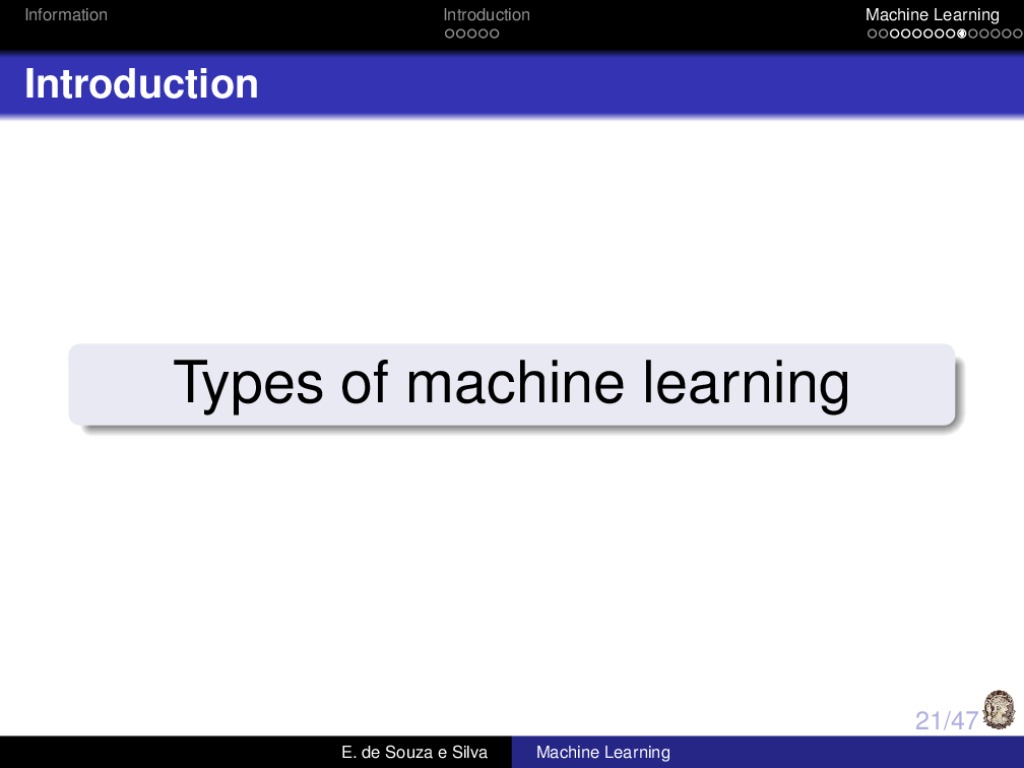 Information
Introduction
Machine Learning
Introduction
Types of machine learning
21/47
E. de Souza e Silva
Machine Learning